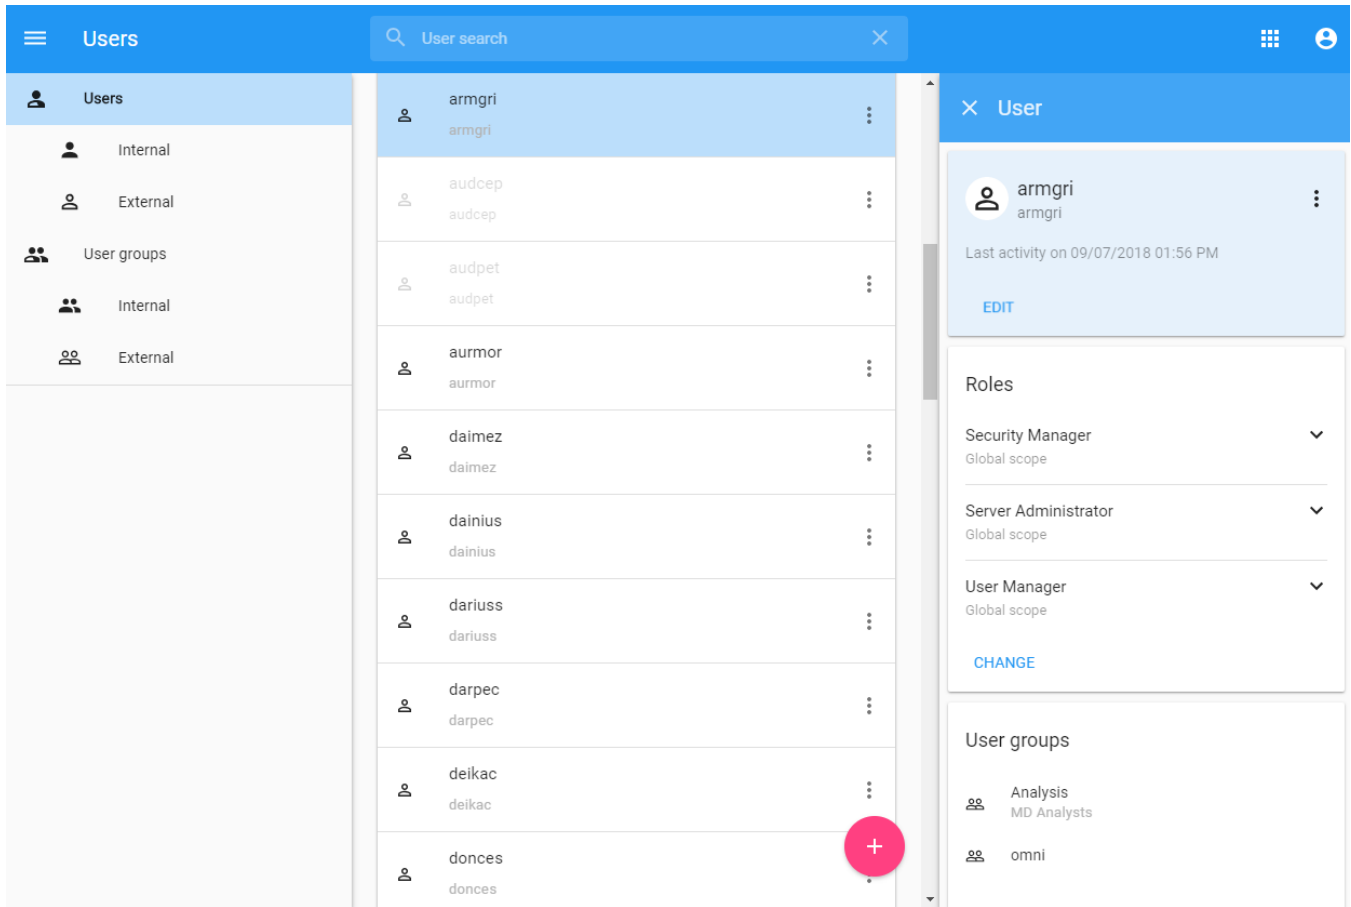 Users
User search
Users
Internal
External
User groups
Internal
External
armgri
armgri
audcep
audcep
audpet
audpet
aurmor
aurmor
daimez
daimez
dainius
dainius
dariuss
dariuss
darpec
darpec
deikac
deikac
donces
donces
User
armgri
armgri
Last activity on 09/07/2018 01:56 PM
EDIT
Roles
Security Manager
Global scope
Server Administrator
Global scope
User Manager
Global scope
CHANGE
User groups
Analysis
MD Analysts
omni